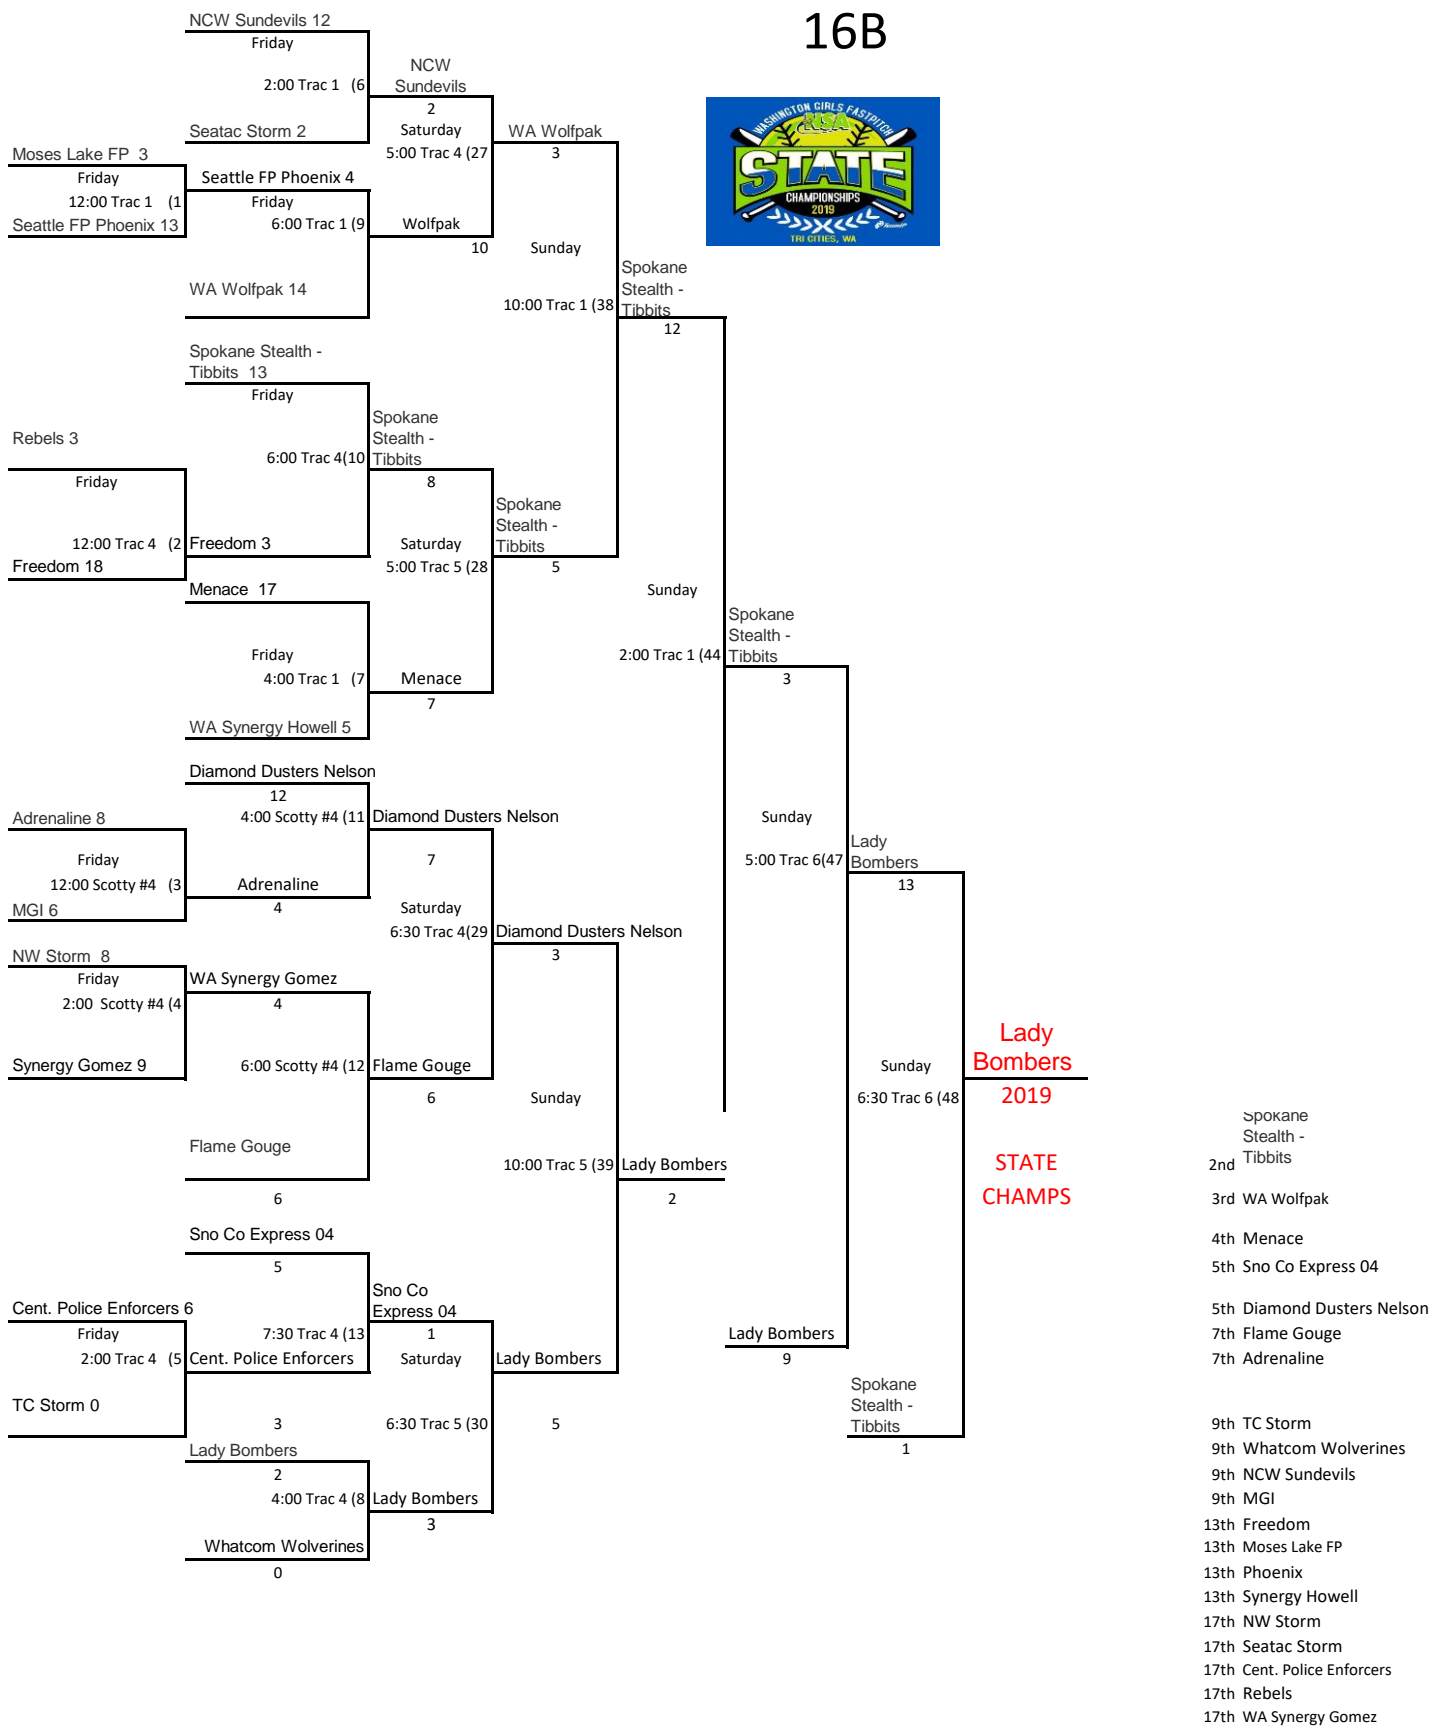 16B
NCW Sundevils 12
Friday
2:00 Trac 1 (6
Seatac Storm 2
NCW
Sundevils
2
Saturday
5:00 Trac 4 (27
WA Wolfpak
3
WASHINGTON GIRLS FASTPITCH
NSA
STATE
CHAMPIONSHIPS
2019
TRI CITIES, WA
Moses Lake FP 3
Friday
12:00 Trac 1 (1
Seattle FP Phoenix 13
Seattle FP Phoenix 4
Friday
6:00 Trac 1 (9
Wolfpak
10
WA Wolfpak 14
Sunday
10:00 Trac 1 (38
Spokane
Stealth -
Tibbits
12
Spokane Stealth -
Tibbits 13
Friday
6:00 Trac 4(10
Rebels 3
Friday
12:00 Trac 4 (2
Freedom 18
Freedom 3
Spokane
Stealth -
Tibbits
8
Saturday
5:00 Trac 5 (28
Spokane
Stealth -
Tibbits
5
Menace 17
Friday
4:00 Trac 1 (7
WA Synergy Howell 5
Menace
7
Sunday
2:00 Trac 1 (44
Spokane
Stealth -
Tibbits
3
Diamond Dusters Nelson
12
4:00 Scotty #4 (11
Adrenaline 8
Friday
12:00 Scotty #4 (3
MGI 6
Adrenaline
4
Diamond Dusters Nelson
7
Saturday
6:30 Trac 4(29
Diamond Dusters Nelson
3
Sunday
5:00 Trac 6(47
Lady
Bombers
13
NW Storm 8
Friday
2:00 Scotty #4 (4
Synergy Gomez 9
WA Synergy Gomez
4
6:00 Scotty #4 (12
Flame Gouge
6
Flame Gouge
6
Sunday
10:00 Trac 5 (39
Lady Bombers
2
Sunday
6:30 Trac 6 (48
Lady
Bombers
2019
STATE
CHAMPS
Sno Co Express 04
5
Cent. Police Enforcers 6
Friday
2:00 Trac 4 (5
TC Storm 0
7:30 Trac 4 (13
Cent. Police Enforcers
3
Sno Co
Express 04
1
Saturday
6:30 Trac 5 (30
Lady Bombers
5
Lady Bombers
2
4:00 Trac 4 (8
Whatcom Wolverines
0
Lady Bombers
3
Lady Bombers
9
Spokane
Stealth -
Tibbits
1
Spokane
Stealth -
2nd Tibbits
3rd WA Wolfpak
4th Menace
5th Sno Co Express 04
5th Diamond Dusters Nelson
7th Flame Gouge
7th Adrenaline
9th TC Storm
9th Whatcom Wolverines
9th NCW Sundevils
9th MGI
13th Freedom
13th Moses Lake FP
13th Phoenix
13th Synergy Howell
17th NW Storm
17th Seatac Storm
17th Cent. Police Enforcers
17th Rebels
17th WA Synergy Gomez